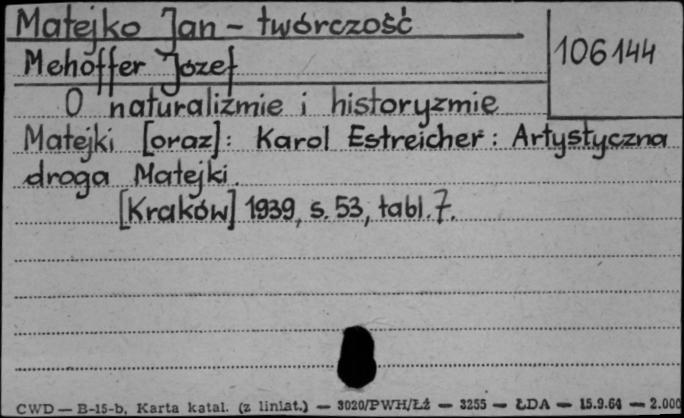 Matejko Jan - twórczość
106144
Mehoffer Józef
O naturalizmie i historyzmie
Matejki [oraz]: Karol Estreicher: Artystyczna
droga Matejki.
[Kraków] 1939, s. 53, tabl. 7.
CWD — B-15-b, Karta katal. (z liniat.) — 3020/PWH/Łż — 3255 — ŁDA — 15.9.64 — 2.000